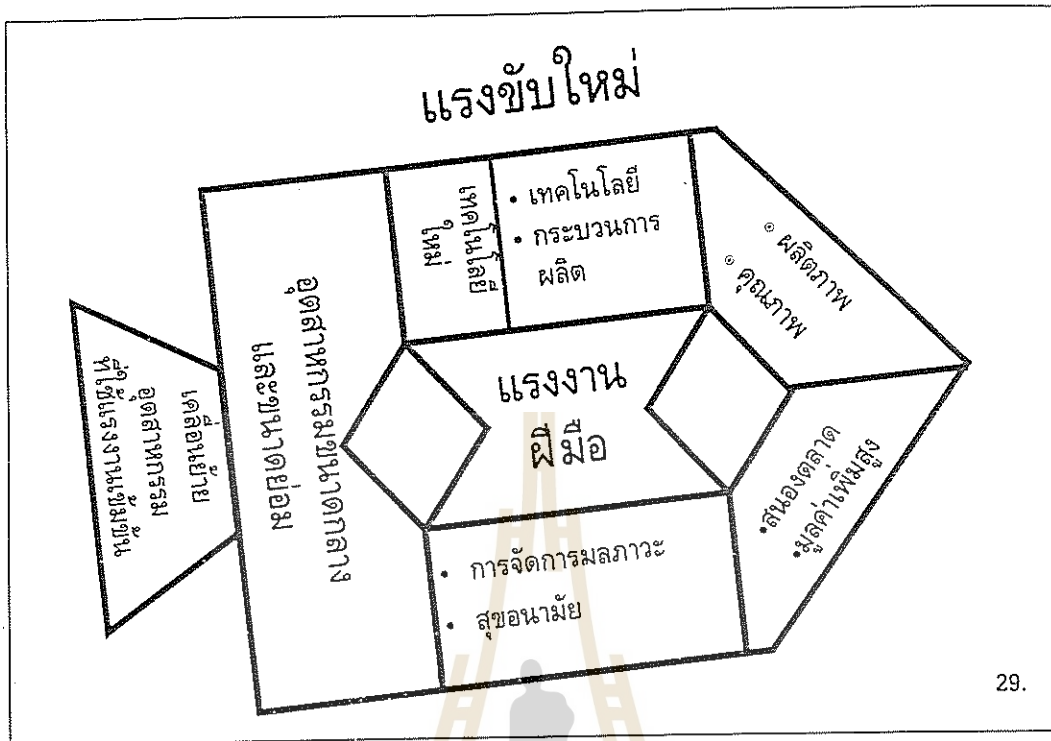 แรงขับใหม่
เทคโนโลยี
ใหม่
• เทคโนโลยี
• กระบวนการ
ผลิต
ผลิตภาพ
คุณภาพ
อุตสาหกรรมขนาดกลาง
และขนาดย่อม
แรงงาน
ฝีมือ
เคลื่อนย้าย
อุตสาหกรรม
ที่ใช้แรงงานเข้มข้น
•สนองตลาด
•มูลค่าเพิ่มสูง
• การจัดการมลภาวะ
• สุขอนามัย
29.